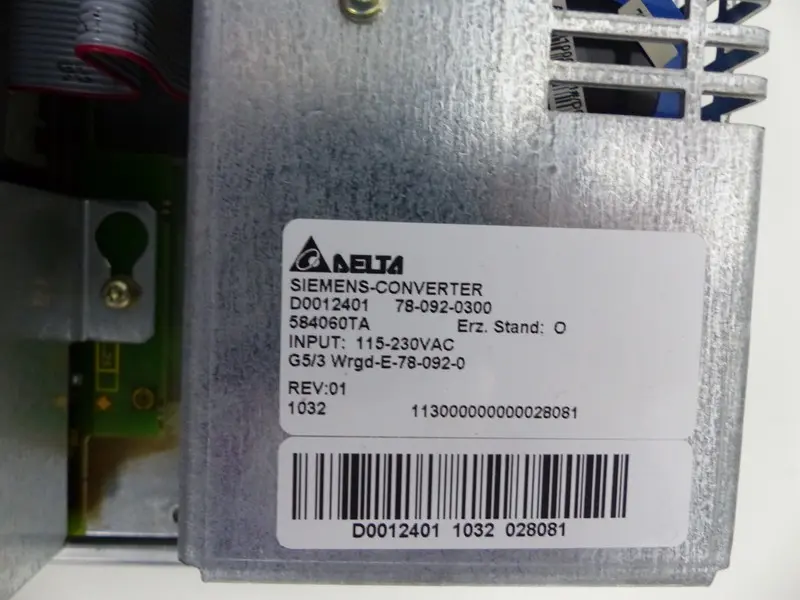 DELTA
SIEMENS-CONVERTER
D0012401 78-092-0300
584060TA Erz. Stand: O
INPUT: 115-230VAC
G5/3 Wrgd-E-78-092-0
REV:01
1032 113000000000028081
D0012401 1032 028081